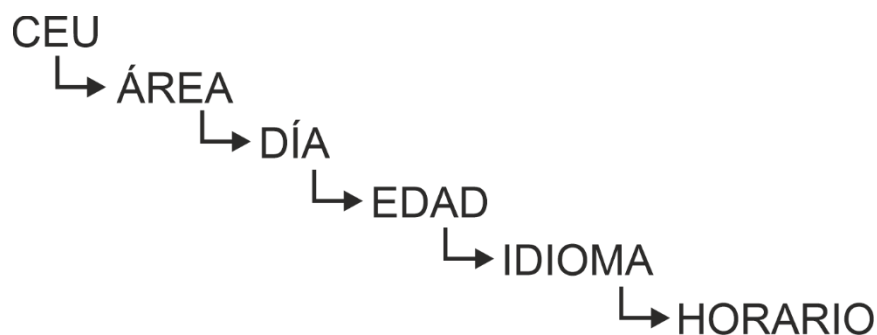 CEU
ÁREA
DÍA
EDAD
IDIOMA
HORARIO